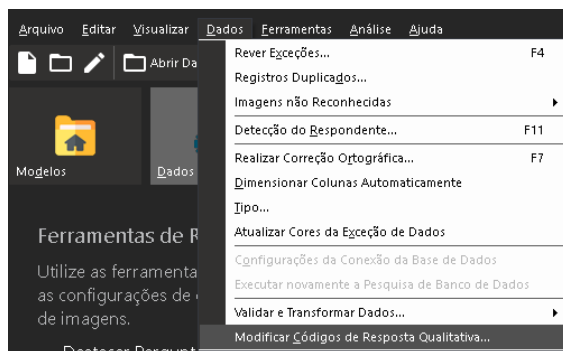 Arquivo Editar Visualizar Dados Ferramentas Análise Ajuda
Abrir Da
Rever Exceções... F4
Registros Duplicados...
Imagens não Reconhecidas
Detecção do Respondente... F11
Realizar Correção Ortográfica... F7
Dimensionar Colunas Automaticamente
Tipo...
Atualizar Cores da Exceção de Dados
Configurações da Conexão da Base de Dados
Executar novamente a Pesquisa de Banco de Dados
Validar e Transformar Dados...
Modificar Códigos de Resposta Qualitativa...
Modelos
Dados
Ferramentas de R
Utilize as ferramenta
as configurações de
de imagens.